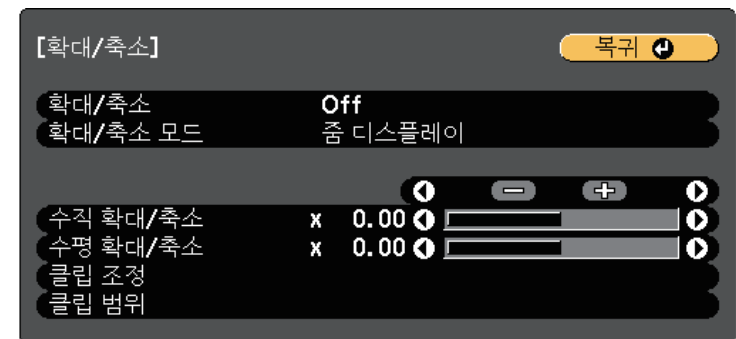 [확대/축소] 복귀
확대/축소 Off
확대/축소 모드 줌 디스플레이
수직 확대/축소 x 0.00
수평 확대/축소 x 0.00
클립 조정
클립 범위